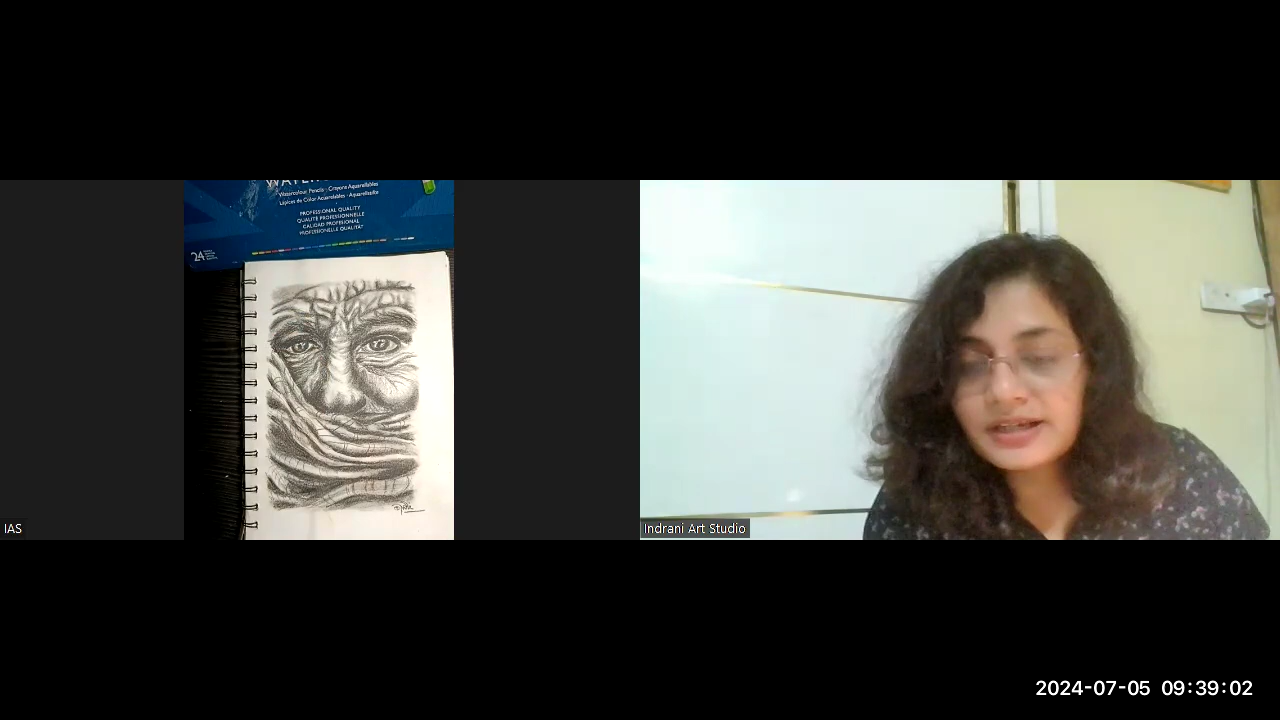 Watercolour Pencils · Crayons Aquarellables
Lápices de Color Acuarelables · Aquarellstifte
PROFESSIONAL QUALITY
QUALITÉ PROFESSIONNELLE
CALIDAD PROFESIONAL
PROFESSIONELLE QUALITÄT
24
IAS
Indrani Art Studio
2024-07-05 09:39:02